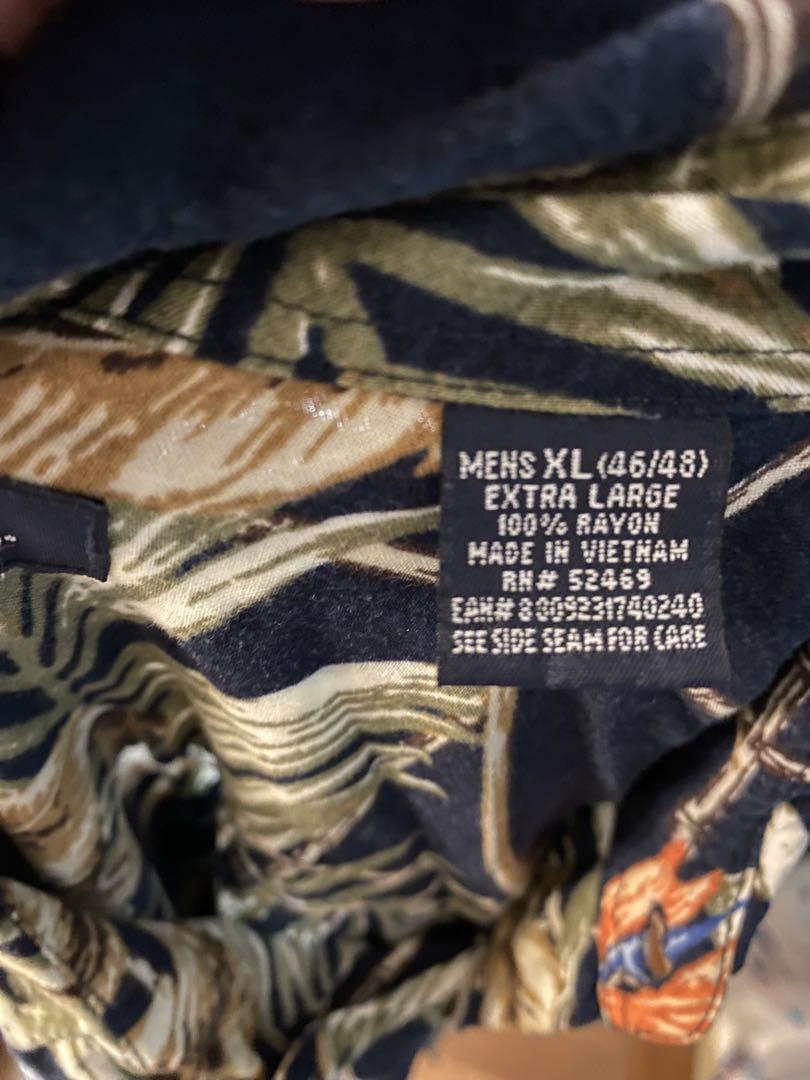 MENS XL (46/48)
EXTRA LARGE
100% RAYON
MADE IN VIETNAM
RN# 52469
EAN# 8809231740240
SEE SIDE SEAM FOR CARE